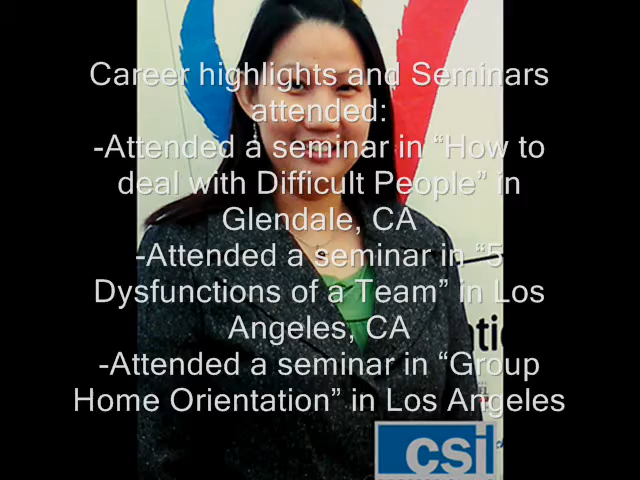 Career highlights and Seminars
attended:
-Attended a seminar in “How to
deal with Difficult People” in
Glendale, CA
-Attended a seminar in “5
Dysfunctions of a Team” in Los
Angeles, CA
-Attended a seminar in “Group
Home Orientation” in Los Angeles
csi